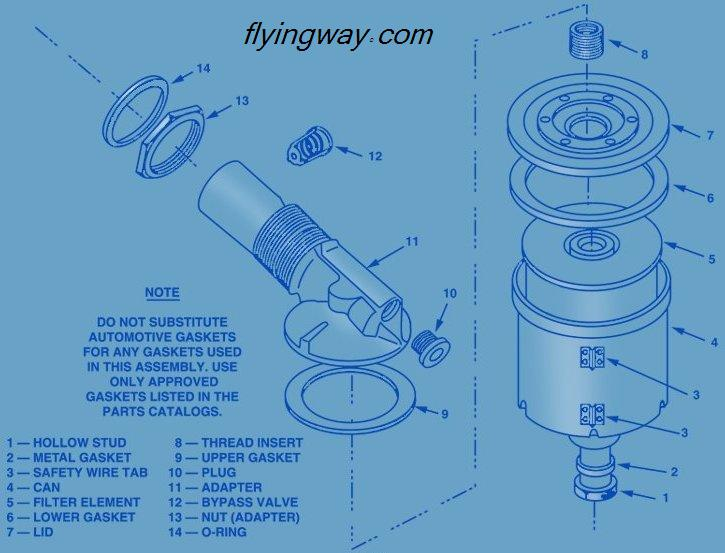 flyingway.com
14
13
12
11
10
9
8
7
6
5
4
3
3
2
1
NOTE
DO NOT SUBSTITUTE
AUTOMOTIVE GASKETS
FOR ANY GASKETS USED
IN THIS ASSEMBLY. USE
ONLY APPROVED
GASKETS LISTED IN THE
PARTS CATALOGS.
1 — HOLLOW STUD
2 — METAL GASKET
3 — SAFETY WIRE TAB
4 — CAN
5 — FILTER ELEMENT
6 — LOWER GASKET
7 — LID
8 — THREAD INSERT
9 — UPPER GASKET
10 — PLUG
11 — ADAPTER
12 — BYPASS VALVE
13 — NUT (ADAPTER)
14 — O-RING